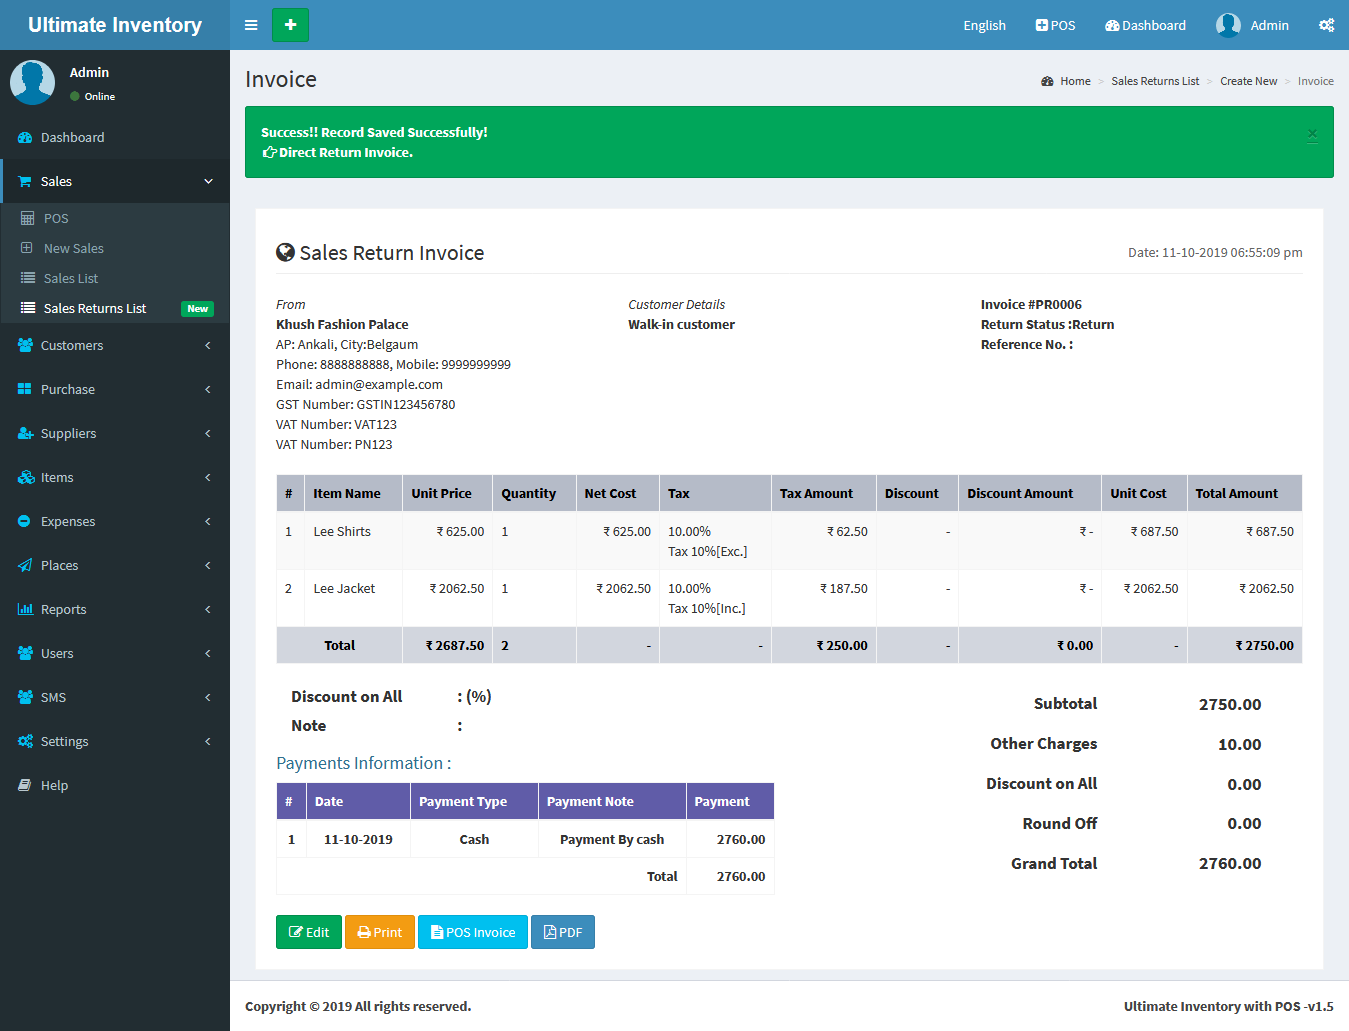 Ultimate Inventory
English
POS
Dashboard
Admin
Admin
Online
Dashboard
Sales
POS
New Sales
Sales List
Sales Returns List New
Customers
Purchase
Suppliers
Items
Expenses
Places
Reports
Users
SMS
Settings
Help
Invoice
Home > Sales Returns List > Create New > Invoice
Success!! Record Saved Successfully!
Direct Return Invoice.
×
Sales Return Invoice
Date: 11-10-2019 06:55:09 pm
From
Khush Fashion Palace
AP: Ankali, City:Belgaum
Phone: 8888888888, Mobile: 9999999999
Email: admin@example.com
GST Number: GSTIN123456780
VAT Number: VAT123
VAT Number: PN123
Customer Details
Walk-in customer
Invoice #PR0006
Return Status :Return
Reference No. :
# Item Name Unit Price Quantity Net Cost Tax Tax Amount Discount Discount Amount Unit Cost Total Amount
1 Lee Shirts ₹ 625.00 1 ₹ 625.00 10.00% ₹ 62.50 - ₹ - ₹ 687.50 ₹ 687.50
Tax 10%[Exc.]
2 Lee Jacket ₹ 2062.50 1 ₹ 2062.50 10.00% ₹ 187.50 - ₹ - ₹ 2062.50 ₹ 2062.50
Tax 10%[Inc.]
Total ₹ 2687.50 2 - - ₹ 250.00 - ₹ 0.00 - ₹ 2750.00
Discount on All : (%)
Note :
Payments Information :
# Date Payment Type Payment Note Payment
1 11-10-2019 Cash Payment By cash 2760.00
Total 2760.00
Subtotal 2750.00
Other Charges 10.00
Discount on All 0.00
Round Off 0.00
Grand Total 2760.00
Edit
Print
POS Invoice
PDF
Copyright © 2019 All rights reserved.
Ultimate Inventory with POS -v1.5